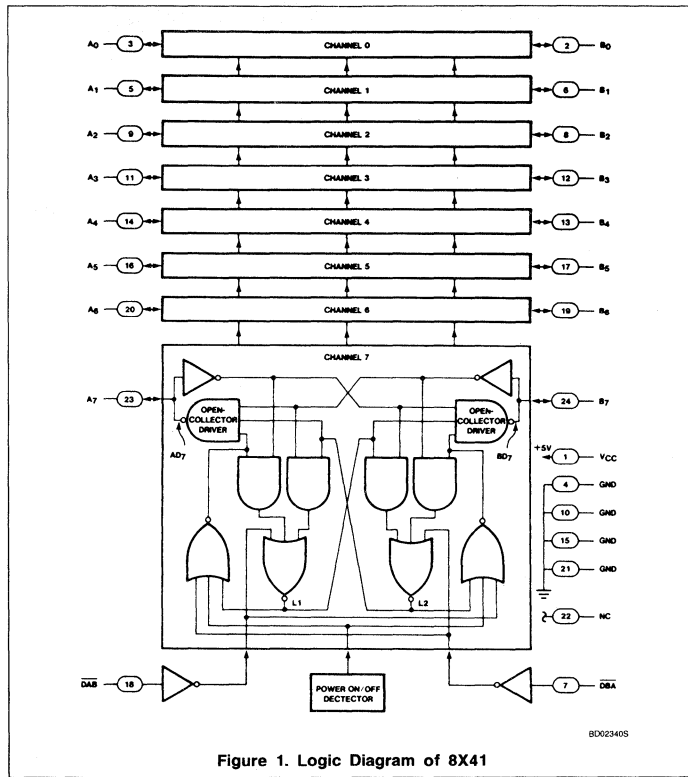 A0 3 CHANNEL 0 2 B0
A1 5 CHANNEL 1 6 B1
A2 9 CHANNEL 2 8 B2
A3 11 CHANNEL 3 12 B3
A4 14 CHANNEL 4 13 B4
A5 16 CHANNEL 5 17 B5
A6 20 CHANNEL 6 19 B6
CHANNEL 7
A7 23 24 B7
OPEN-
COLLECTOR
DRIVER
OPEN-
COLLECTOR
DRIVER
AD7
BD7
+5V
1 VCC
4 GND
10 GND
15 GND
21 GND
22 NC
L1
L2
DAB 18
POWER ON/OFF
DECTECTOR
7 DBA
BD02340S
Figure 1. Logic Diagram of 8X41